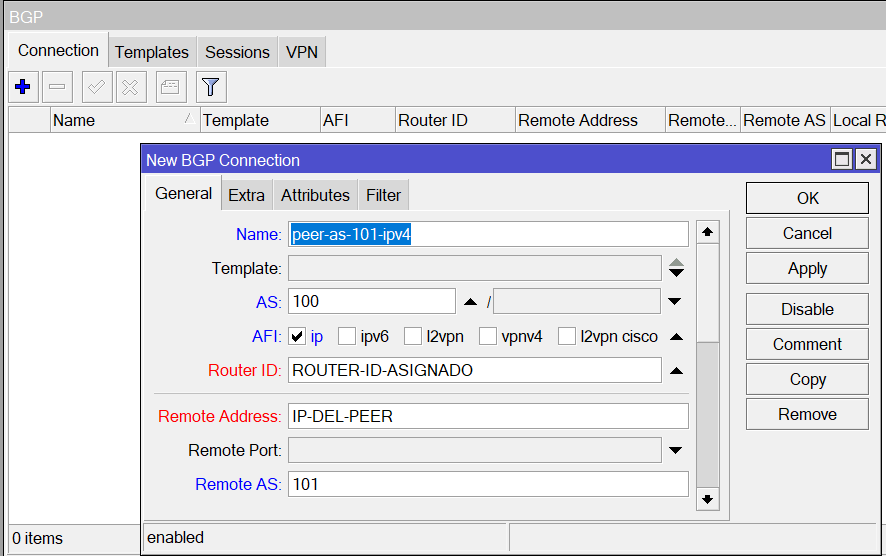 BGP
Connection Templates Sessions VPN
Name Template AFI Router ID Remote Address Remote... Remote AS Local R
New BGP Connection
General Extra Attributes Filter
Name: peer-as-101-ipv4
Template:
AS: 100 /
AFI: ip ipv6 l2vpn vpnv4 l2vpn cisco
Router ID: ROUTER-ID-ASIGNADO
Remote Address: IP-DEL-PEER
Remote Port:
Remote AS: 101
OK
Cancel
Apply
Disable
Comment
Copy
Remove
0 items
enabled